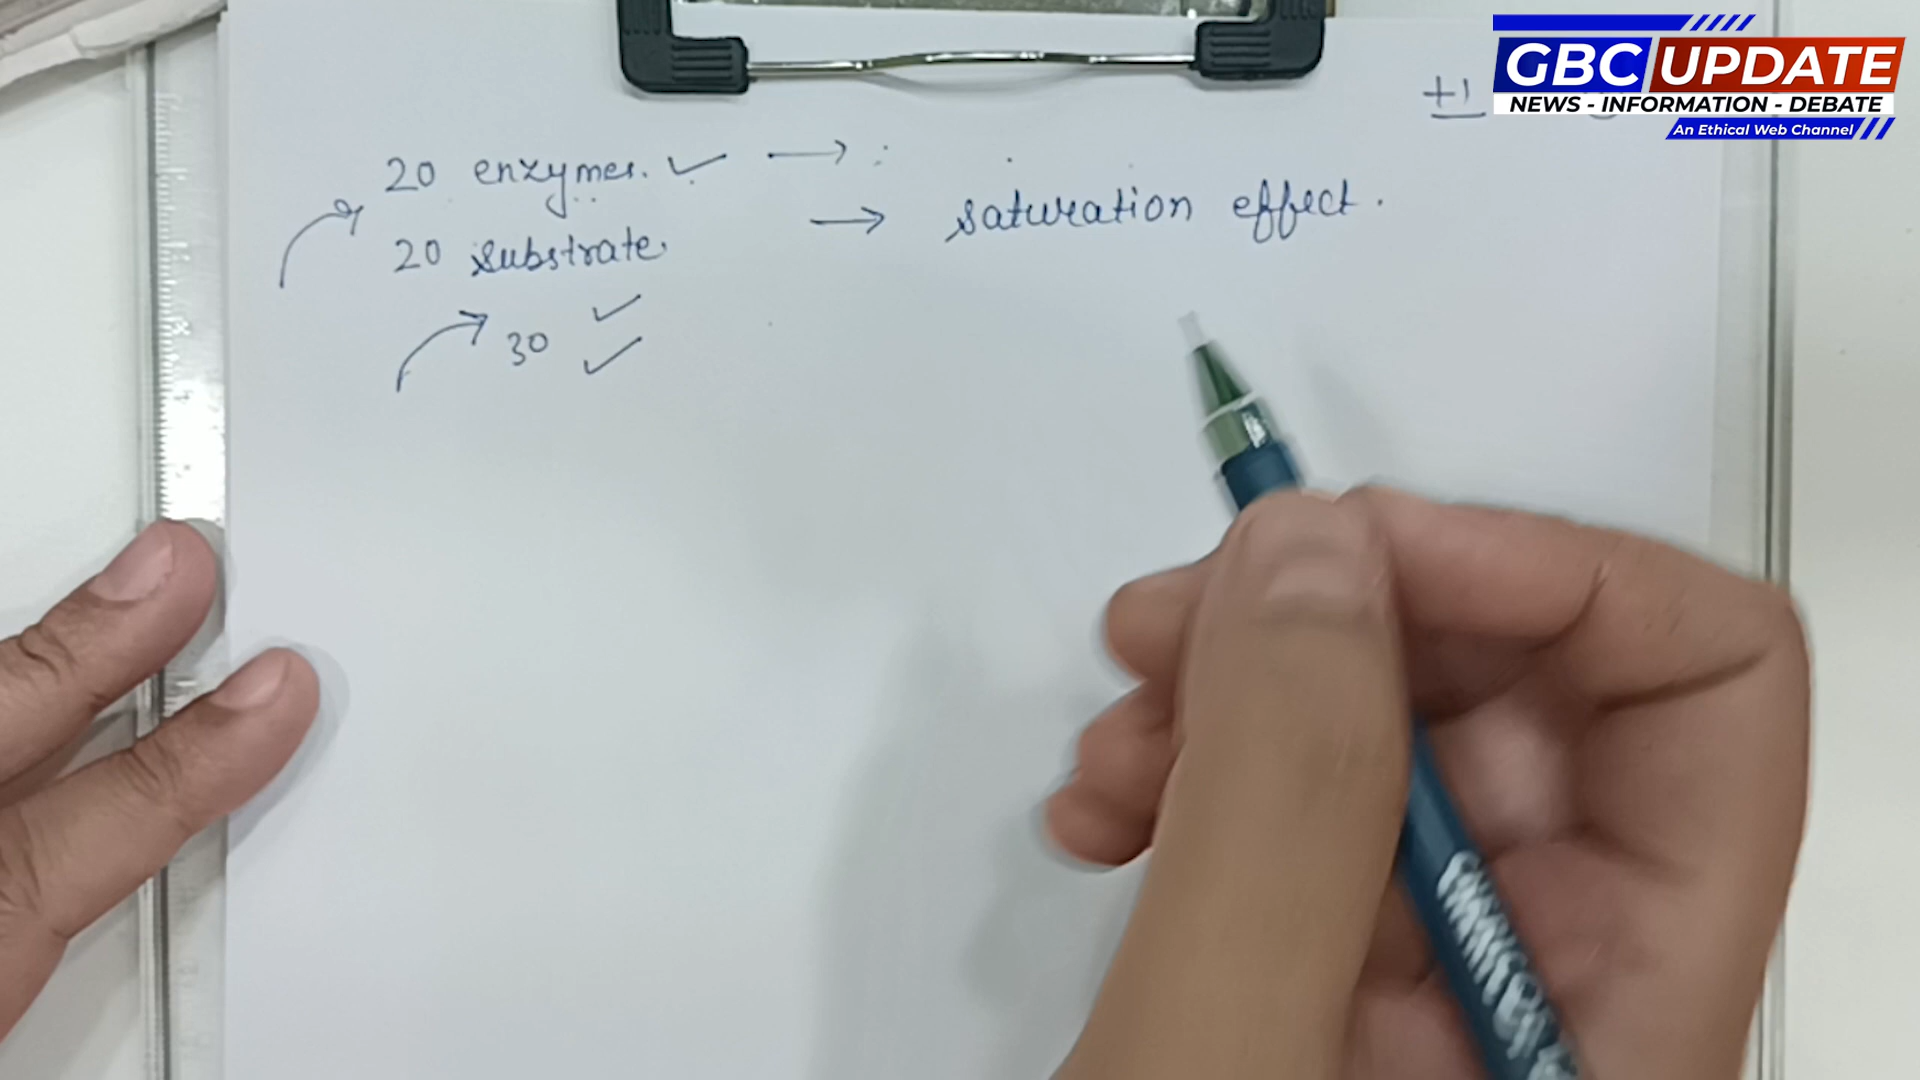 GBC UPDATE
NEWS - INFORMATION - DEBATE
An Ethical Web Channel
+1
20 enzymes.
20 substrate.
saturation effect.
30